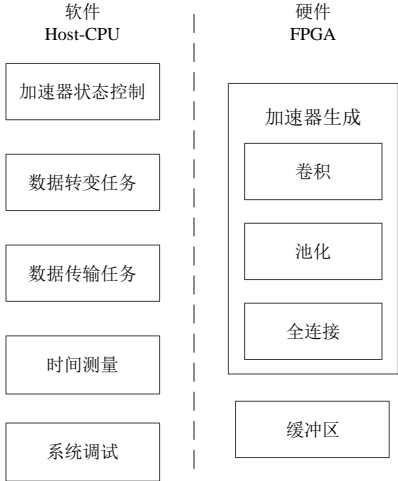 软件
Host-CPU
加速器状态控制
数据转变任务
数据传输任务
时间测量
系统调试
硬件
FPGA
加速器生成
卷积
池化
全连接
缓冲区